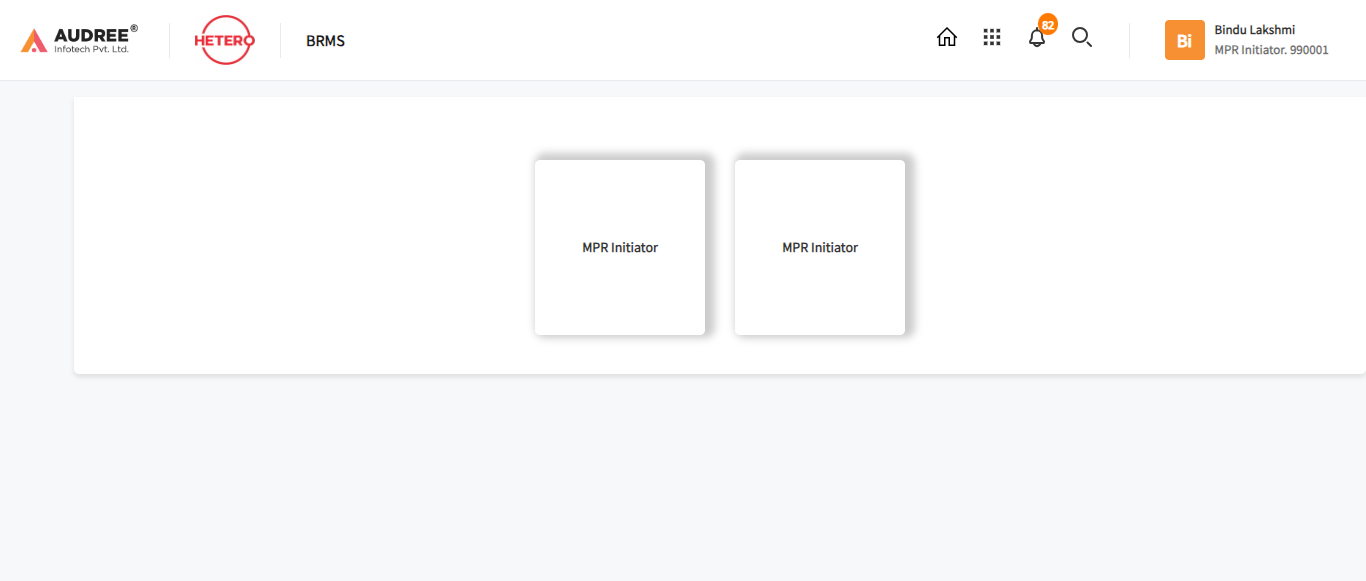 AUDREE®
Infotech Pvt. Ltd.
HETERO
BRMS
82
Bi
Bindu Lakshmi
MPR Initiator. 990001
MPR Initiator
MPR Initiator